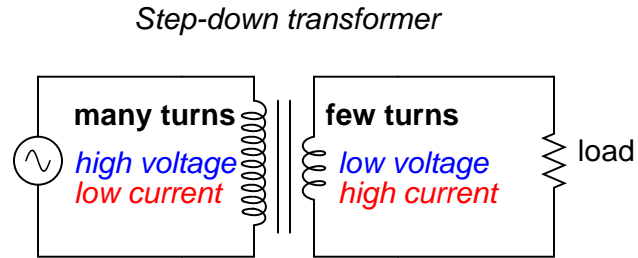 Step-down transformer
many turns
few turns
high voltage
low voltage
load
low current
high current